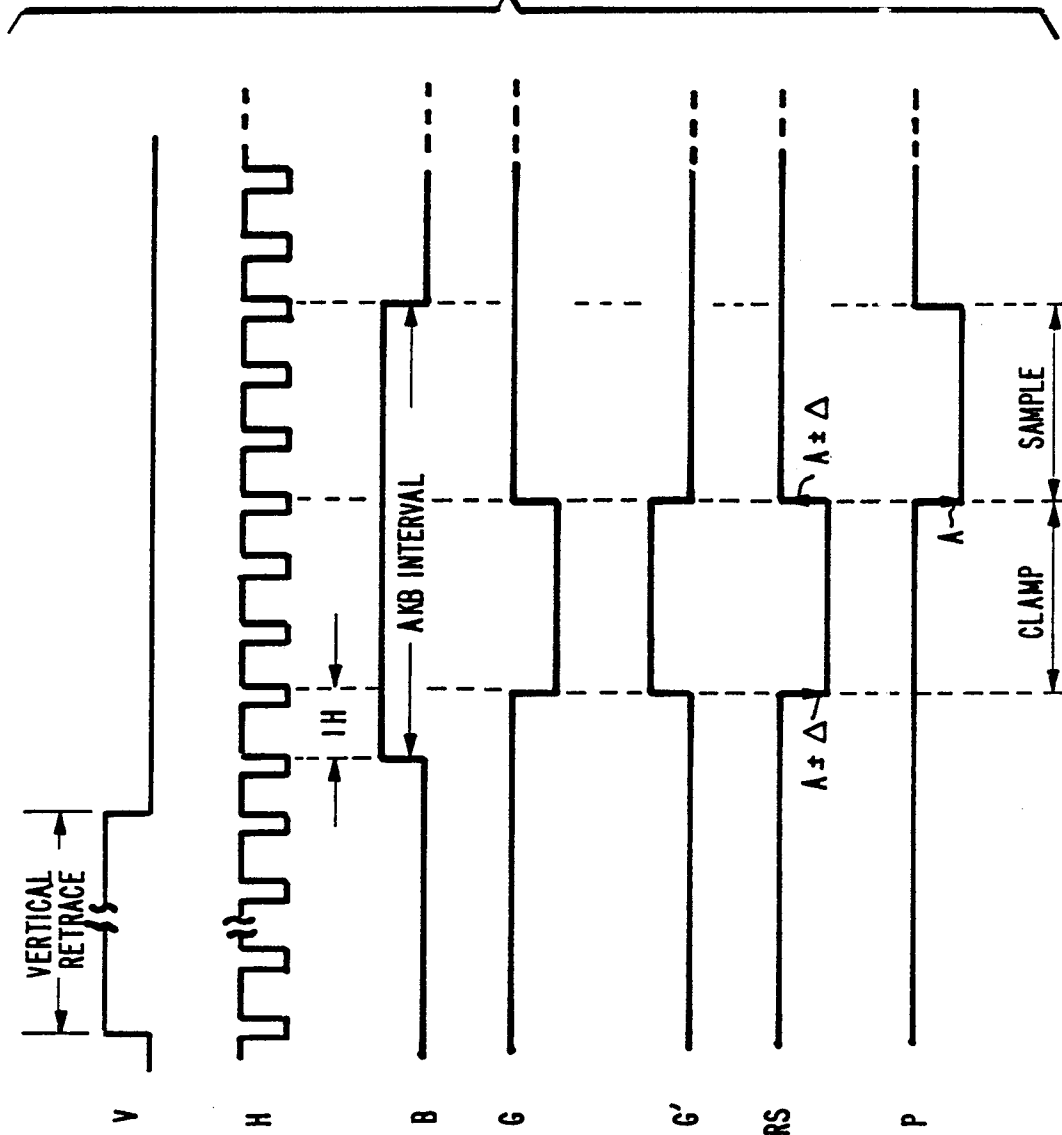 V
VERTICAL
RETRACE
H
1H
B
AKB INTERVAL
G
G'
RS
A ± Δ
A ± Δ
P
A
CLAMP
SAMPLE